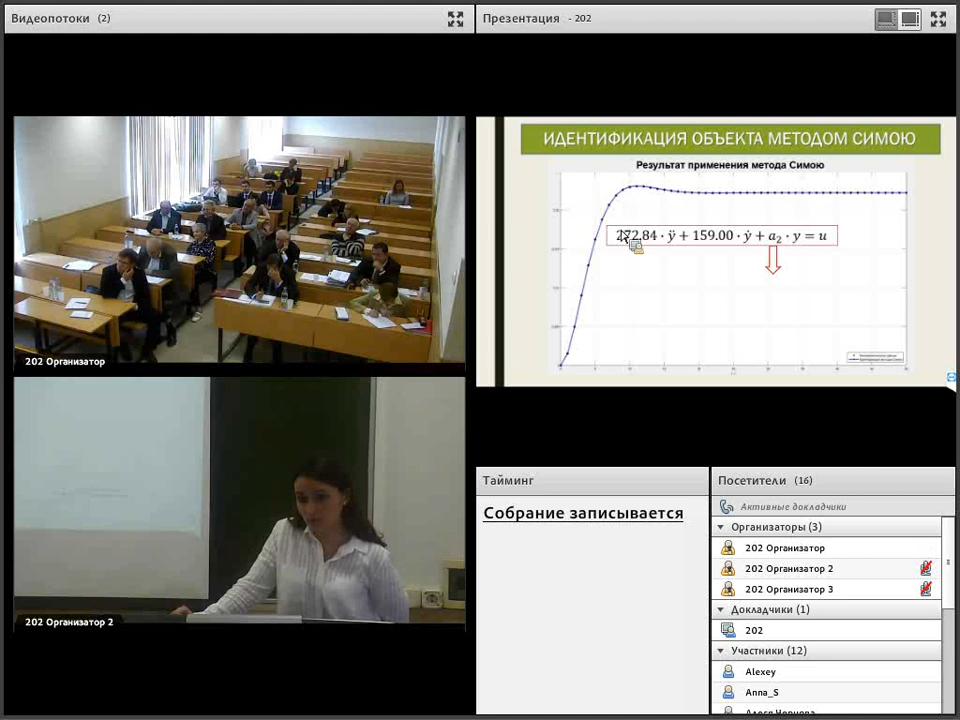 Видеопотоки (2)
Презентация - 202
ИДЕНТИФИКАЦИЯ ОБЪЕКТА МЕТОДОМ СИМОЮ
Результат применения метода Симою
272.84 · ÿ + 159.00 · ẏ + a₂ · y = u
202 Организатор
202 Организатор 2
Тайминг
Собрание записывается
Посетители (16)
Активные докладчики
Организаторы (3)
202 Организатор
202 Организатор 2
202 Организатор 3
Докладчики (1)
202
Участники (12)
Alexey
Anna_S